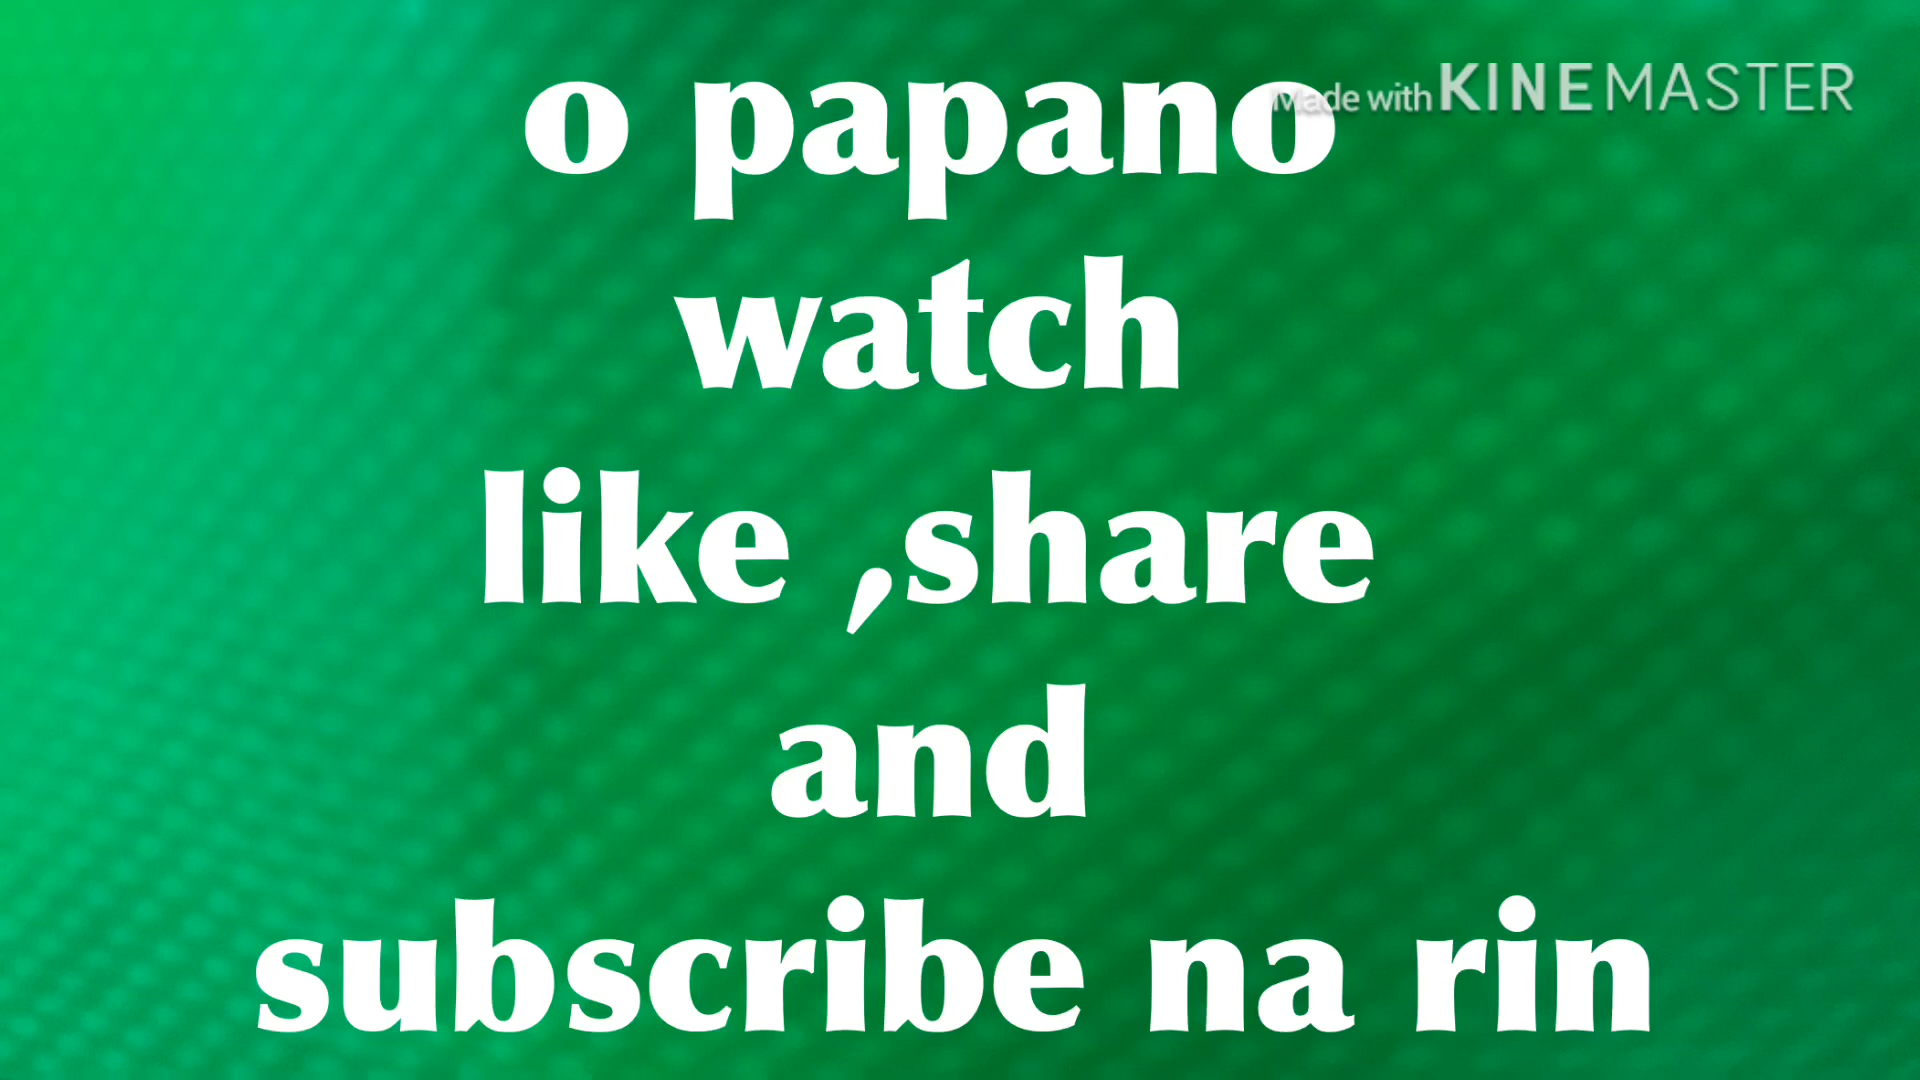 o papano
Made with KINEMASTER
watch
like ,share
and
subscribe na rin